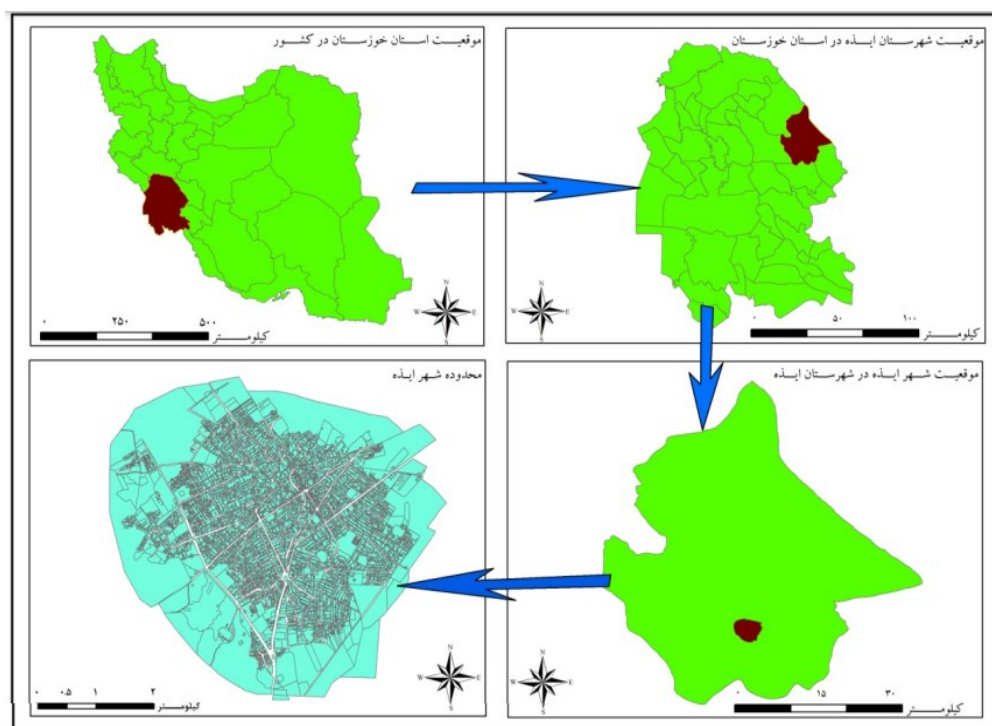 موقعیت استان خوزستان در کشور
N
W E
S
۰ ۲۵۰ ۵۰۰
کیلومتر
موقعیت شهرستان ایذه در استان خوزستان
N
W E
S
۰ ۵۰ ۱۰۰
کیلومتر
موقعیت شهر ایذه در شهرستان ایذه
N
W E
S
۰ ۱۵ ۳۰
کیلومتر
محدوده شهر ایذه
N
W E
S
۰ ۰.۵ ۱ ۲
کیلومتر